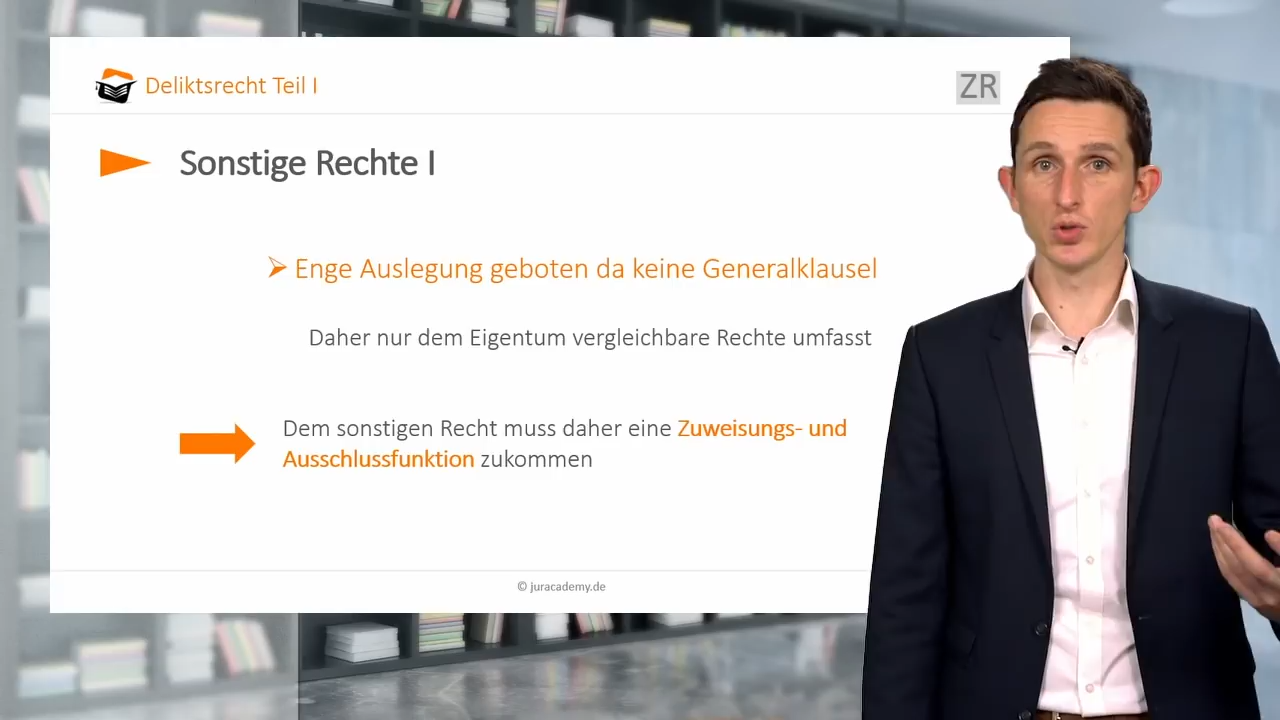 Deliktsrecht Teil I
ZR
Sonstige Rechte I
Enge Auslegung geboten da keine Generalklausel
Daher nur dem Eigentum vergleichbare Rechte umfasst
Dem sonstigen Recht muss daher eine Zuweisungs- und
Ausschlussfunktion zukommen
© juracademy.de